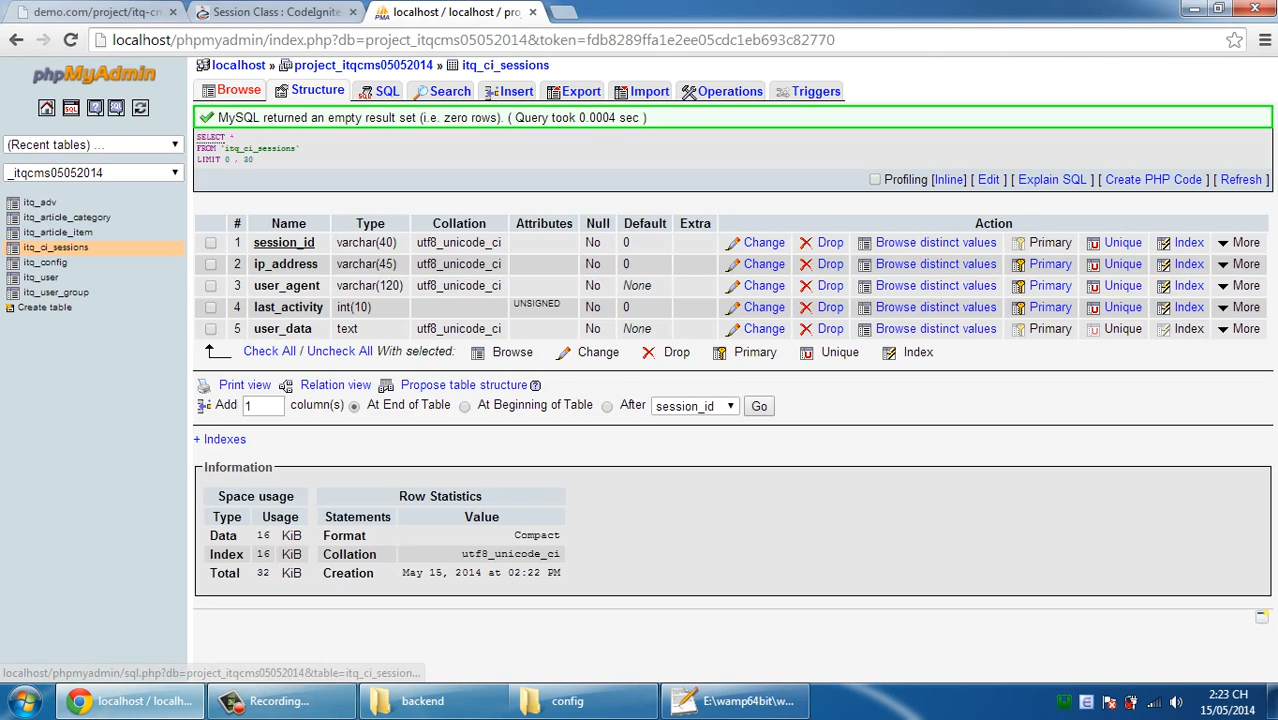 demo.com/project/itq-cr
Session Class : CodeIgnite
localhost / localhost / pro
localhost/phpmyadmin/index.php?db=project_itqcms05052014&token=fdb8289ffa1e2ee05cdc1eb693c82770
phpMyAdmin
(Recent tables) ...
_itqcms05052014
itq_adv
itq_article_category
itq_article_item
itq_ci_sessions
itq_config
itq_user
itq_user_group
Create table
localhost » project_itqcms05052014 » itq_ci_sessions
Browse Structure SQL Search Insert Export Import Operations Triggers
MySQL returned an empty result set (i.e. zero rows). ( Query took 0.0004 sec )
SELECT *
FROM `itq_ci_sessions`
LIMIT 0 , 30
Profiling [Inline] [ Edit ] [ Explain SQL ] [ Create PHP Code ] [ Refresh ]
# Name Type Collation Attributes Null Default Extra Action
1 session_id varchar(40) utf8_unicode_ci No 0 Change Drop Browse distinct values Primary Unique Index More
2 ip_address varchar(45) utf8_unicode_ci No 0 Change Drop Browse distinct values Primary Unique Index More
3 user_agent varchar(120) utf8_unicode_ci No None Change Drop Browse distinct values Primary Unique Index More
4 last_activity int(10) UNSIGNED No 0 Change Drop Browse distinct values Primary Unique Index More
5 user_data text utf8_unicode_ci No None Change Drop Browse distinct values Primary Unique Index More
Check All / Uncheck All With selected: Browse Change Drop Primary Unique Index
Print view Relation view Propose table structure
Add 1 column(s) At End of Table At Beginning of Table After session_id Go
+ Indexes
Information
Space usage
Type Usage
Data 16 KiB
Index 16 KiB
Total 32 KiB
Row Statistics
Statements Value
Format Compact
Collation utf8_unicode_ci
Creation May 15, 2014 at 02:22 PM
localhost/phpmyadmin/sql.php?db=project_itqcms05052014&table=itq_ci_session...
localhost / localh...
Recording...
backend
config
E:\wamp64bit\w...
2:23 CH
15/05/2014